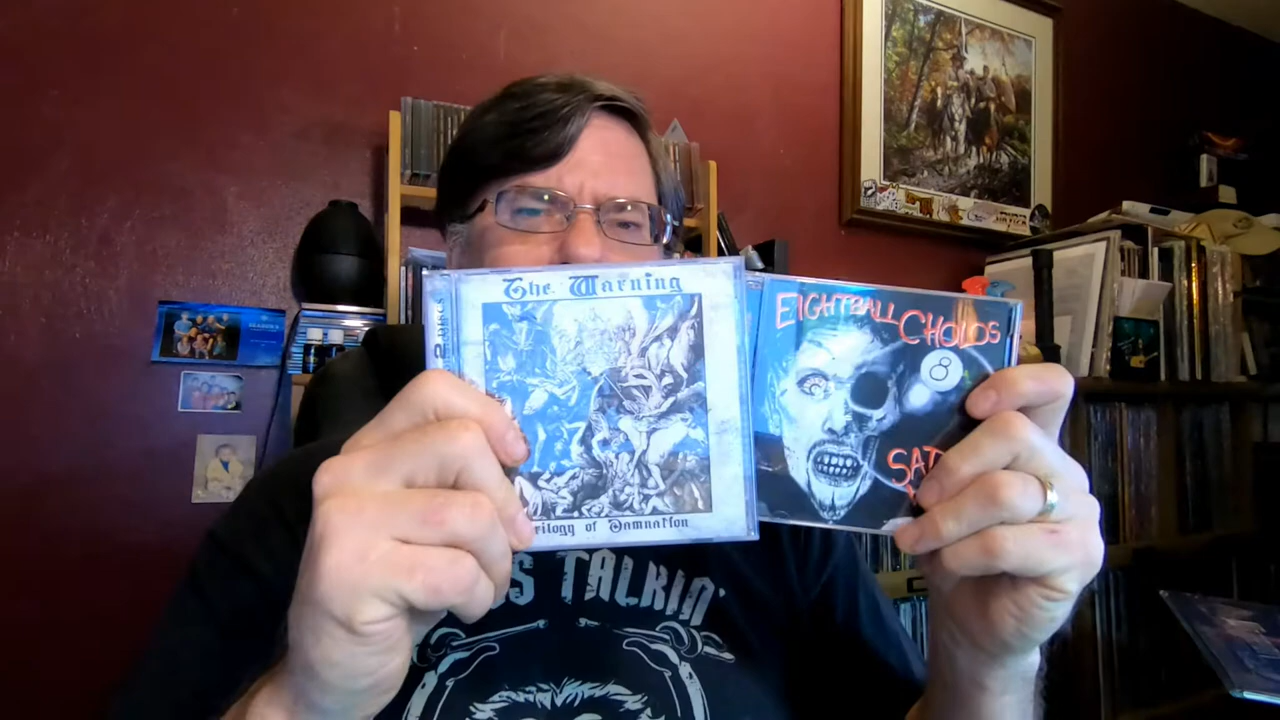 The Warning
2 DISCS
Trilogy of Damnation
EIGHTBALL CHOLOS
8
TALKIN'